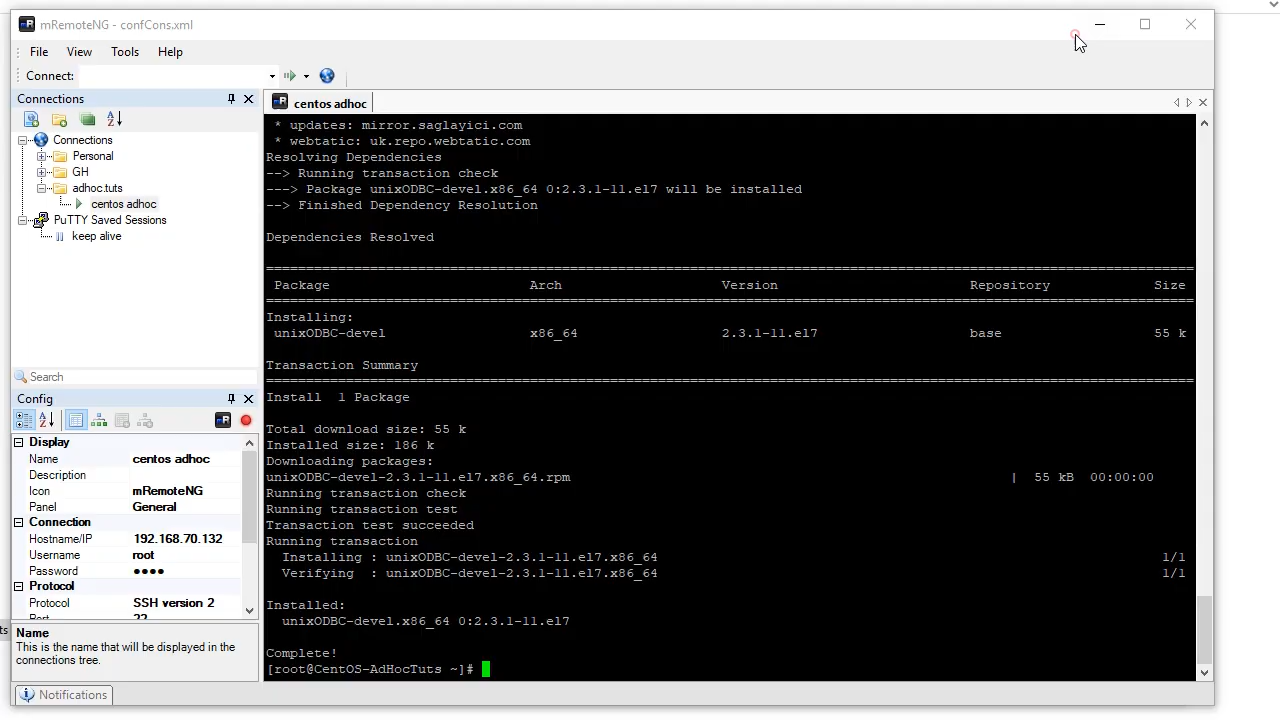 mRemoteNG - confCons.xml
File View Tools Help
Connect:
Connections
centos adhoc
Connections
Personal
GH
adhoc.tuts
centos adhoc
PuTTY Saved Sessions
keep alive
Search
Config
Display
Name centos adhoc
Description
Icon mRemoteNG
Panel General
Connection
Hostname/IP 192.168.70.132
Username root
Password ●●●●
Protocol
Protocol SSH version 2
Port 22
Name
This is the name that will be displayed in the
connections tree.
Notifications
* updates: mirror.saglayici.com
* webtatic: uk.repo.webtatic.com
Resolving Dependencies
--> Running transaction check
---> Package unixODBC-devel.x86_64 0:2.3.1-11.el7 will be installed
--> Finished Dependency Resolution
Dependencies Resolved
Package Arch Version Repository Size
Installing:
unixODBC-devel x86_64 2.3.1-11.el7 base 55 k
Transaction Summary
Install 1 Package
Total download size: 55 k
Installed size: 186 k
Downloading packages:
unixODBC-devel-2.3.1-11.el7.x86_64.rpm | 55 kB 00:00:00
Running transaction check
Running transaction test
Transaction test succeeded
Running transaction
Installing : unixODBC-devel-2.3.1-11.el7.x86_64 1/1
Verifying : unixODBC-devel-2.3.1-11.el7.x86_64 1/1
Installed:
unixODBC-devel.x86_64 0:2.3.1-11.el7
Complete!
[root@CentOS-AdHocTuts ~]#